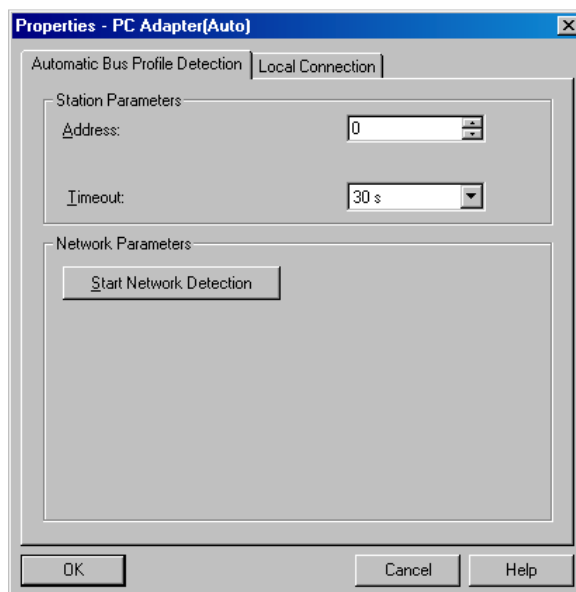 Properties - PC Adapter(Auto)
Automatic Bus Profile Detection Local Connection
Station Parameters
Address: 0
Timeout: 30 s
Network Parameters
Start Network Detection
OK Cancel Help